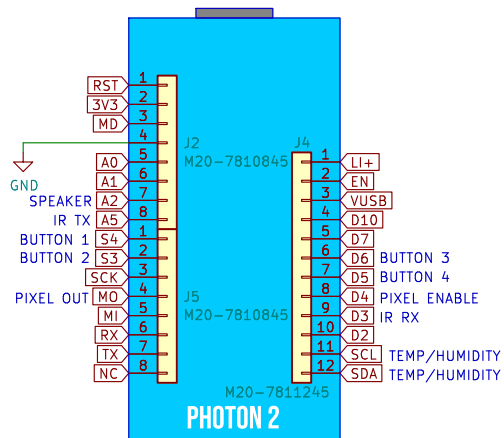 1 RST
2 3V3
3 MD
4 J2 J4
GND
5 A0 M20-7810845 1 LI+
6 A1 2 EN
SPEAKER 7 A2 3 VUSB
IR TX 8 A5 4 D10
BUTTON 1 1 S4 5 D7
BUTTON 2 2 S3 6 D6 BUTTON 3
3 SCK 7 D5 BUTTON 4
PIXEL OUT 4 MO J5 8 D4 PIXEL ENABLE
5 MI M20-7810845 9 D3 IR RX
6 RX 10 D2
7 TX 11 SCL TEMP/HUMIDITY
8 NC 12 SDA TEMP/HUMIDITY
M20-7811245
PHOTON 2